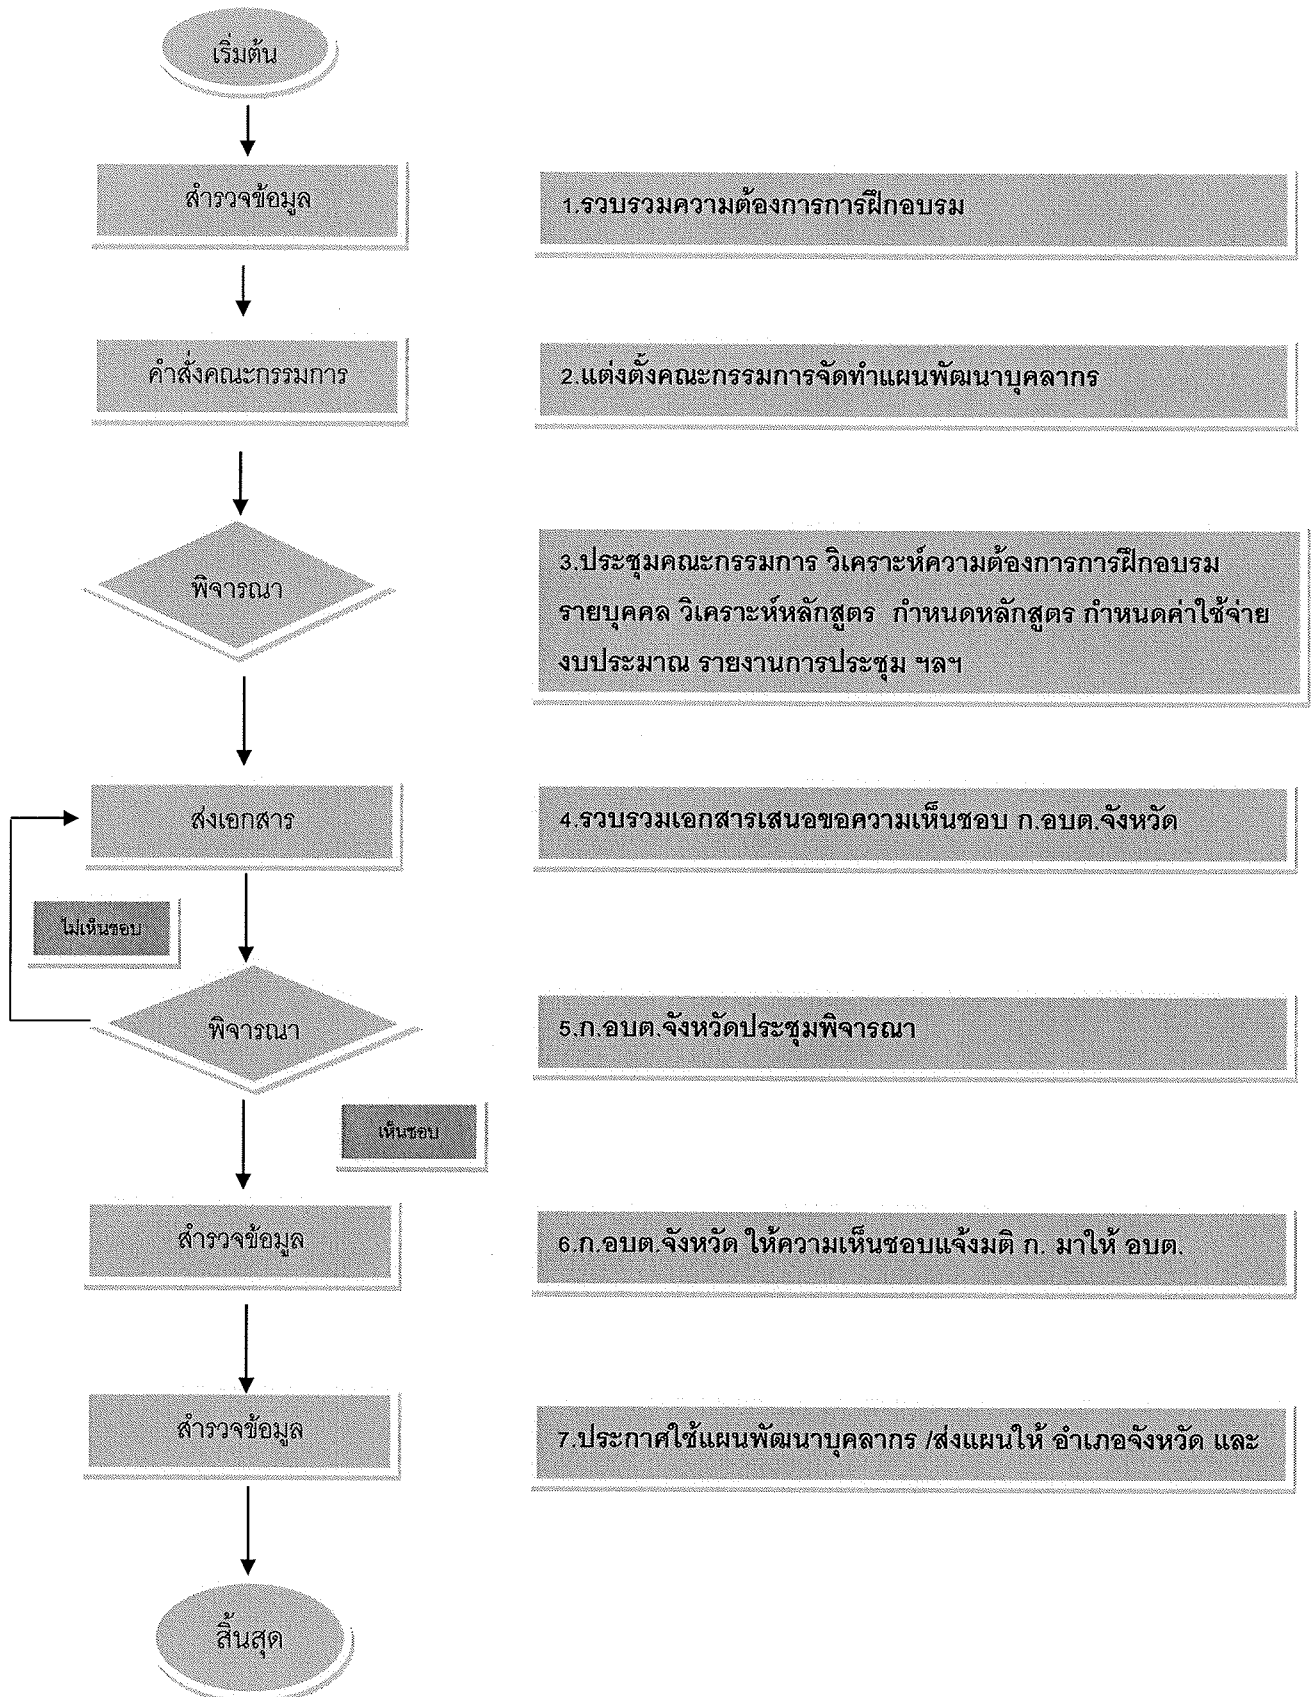 เริ่มต้น
สำรวจข้อมูล
1.รวบรวมความต้องการการฝึกอบรม
คำสั่งคณะกรรมการ
2.แต่งตั้งคณะกรรมการจัดทำแผนพัฒนาบุคลากร
พิจารณา
3.ประชุมคณะกรรมการ วิเคราะห์ความต้องการการฝึกอบรม
รายบุคคล วิเคราะห์หลักสูตร กำหนดหลักสูตร กำหนดค่าใช้จ่าย
งบประมาณ รายงานการประชุม ฯลฯ
ส่งเอกสาร
4.รวบรวมเอกสารเสนอขอความเห็นชอบ ก.อบต.จังหวัด
ไม่เห็นชอบ
พิจารณา
5.ก.อบต.จังหวัดประชุมพิจารณา
เห็นชอบ
สำรวจข้อมูล
6.ก.อบต.จังหวัด ให้ความเห็นชอบแจ้งมติ ก. มาให้ อบต.
สำรวจข้อมูล
7.ประกาศใช้แผนพัฒนาบุคลากร /ส่งแผนให้ อำเภอจังหวัด และ
สิ้นสุด